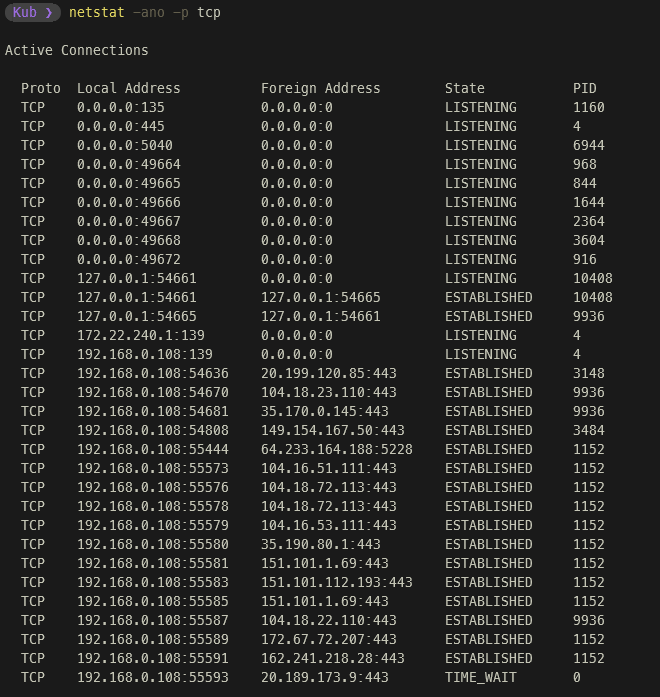 Kub ❯ netstat -ano -p tcp
Active Connections
Proto Local Address Foreign Address State PID
TCP 0.0.0.0:135 0.0.0.0:0 LISTENING 1160
TCP 0.0.0.0:445 0.0.0.0:0 LISTENING 4
TCP 0.0.0.0:5040 0.0.0.0:0 LISTENING 6944
TCP 0.0.0.0:49664 0.0.0.0:0 LISTENING 968
TCP 0.0.0.0:49665 0.0.0.0:0 LISTENING 844
TCP 0.0.0.0:49666 0.0.0.0:0 LISTENING 1644
TCP 0.0.0.0:49667 0.0.0.0:0 LISTENING 2364
TCP 0.0.0.0:49668 0.0.0.0:0 LISTENING 3604
TCP 0.0.0.0:49672 0.0.0.0:0 LISTENING 916
TCP 127.0.0.1:54661 0.0.0.0:0 LISTENING 10408
TCP 127.0.0.1:54661 127.0.0.1:54665 ESTABLISHED 10408
TCP 127.0.0.1:54665 127.0.0.1:54661 ESTABLISHED 9936
TCP 172.22.240.1:139 0.0.0.0:0 LISTENING 4
TCP 192.168.0.108:139 0.0.0.0:0 LISTENING 4
TCP 192.168.0.108:54636 20.199.120.85:443 ESTABLISHED 3148
TCP 192.168.0.108:54670 104.18.23.110:443 ESTABLISHED 9936
TCP 192.168.0.108:54681 35.170.0.145:443 ESTABLISHED 9936
TCP 192.168.0.108:54808 149.154.167.50:443 ESTABLISHED 3484
TCP 192.168.0.108:55444 64.233.164.188:5228 ESTABLISHED 1152
TCP 192.168.0.108:55573 104.16.51.111:443 ESTABLISHED 1152
TCP 192.168.0.108:55576 104.18.72.113:443 ESTABLISHED 1152
TCP 192.168.0.108:55578 104.18.72.113:443 ESTABLISHED 1152
TCP 192.168.0.108:55579 104.16.53.111:443 ESTABLISHED 1152
TCP 192.168.0.108:55580 35.190.80.1:443 ESTABLISHED 1152
TCP 192.168.0.108:55581 151.101.1.69:443 ESTABLISHED 1152
TCP 192.168.0.108:55583 151.101.112.193:443 ESTABLISHED 1152
TCP 192.168.0.108:55585 151.101.1.69:443 ESTABLISHED 1152
TCP 192.168.0.108:55587 104.18.22.110:443 ESTABLISHED 9936
TCP 192.168.0.108:55589 172.67.72.207:443 ESTABLISHED 1152
TCP 192.168.0.108:55591 162.241.218.28:443 ESTABLISHED 1152
TCP 192.168.0.108:55593 20.189.173.9:443 TIME_WAIT 0